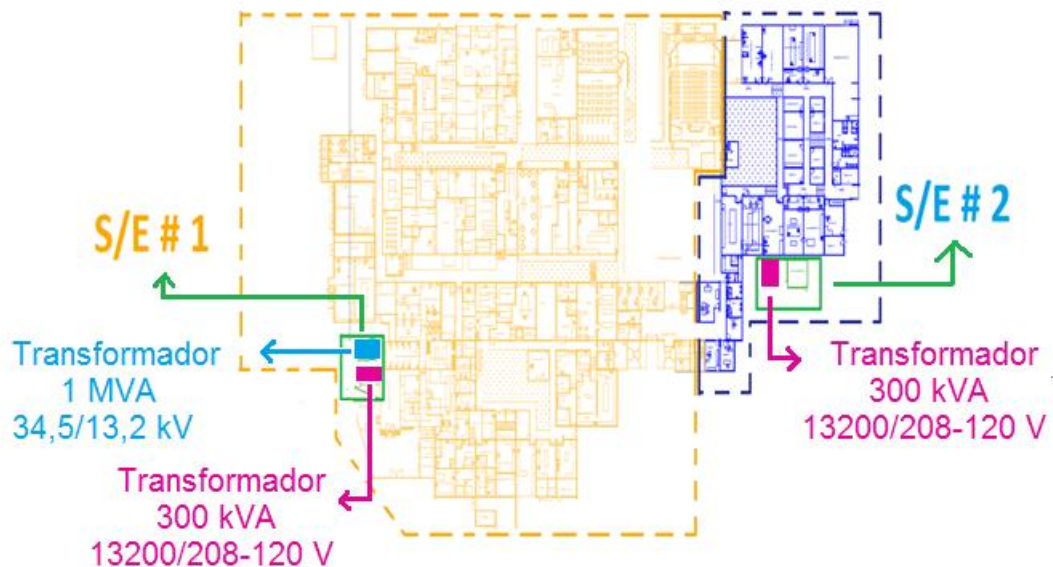 S/E # 1
S/E # 2
Transformador
1 MVA
34,5/13,2 kV
Transformador
300 kVA
13200/208-120 V
Transformador
300 kVA
13200/208-120 V